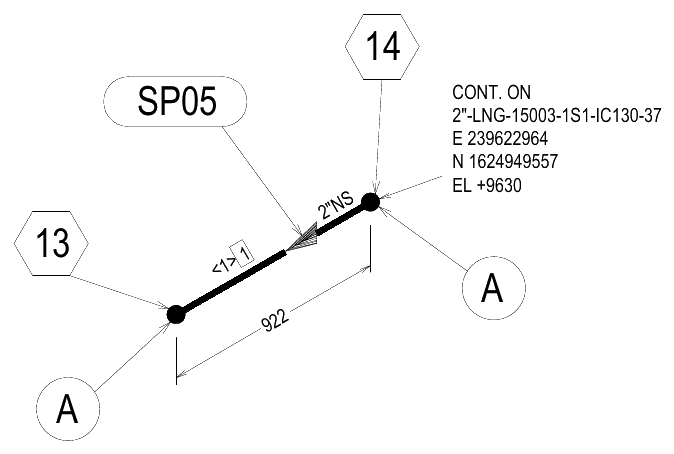 14
SP05
CONT. ON
2"-LNG-15003-1S1-IC130-37
E 239622964
N 1624949557
EL +9630
2"NS
13
<1> 1
A
922
A